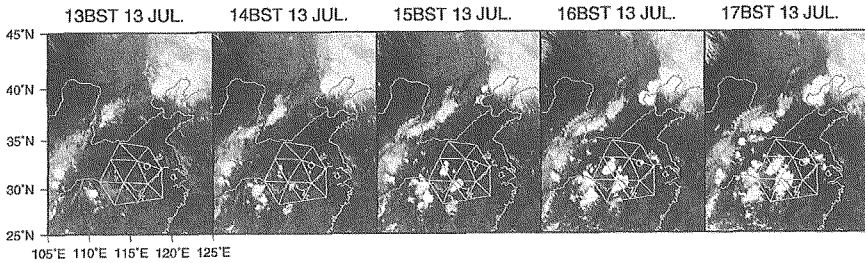 13BST 13 JUL. 14BST 13 JUL. 15BST 13 JUL. 16BST 13 JUL. 17BST 13 JUL.
45°N
40°N
35°N
30°N
25°N
105°E 110°E 115°E 120°E 125°E